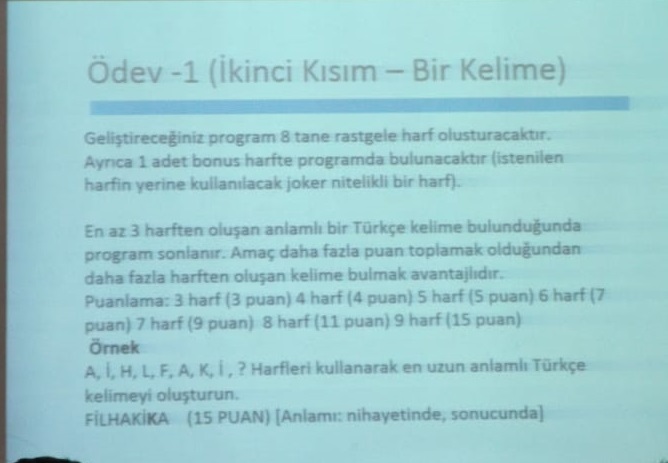 Ödev -1 (İkinci Kısım – Bir Kelime)
Geliştireceğiniz program 8 tane rastgele harf olusturacaktır.
Ayrıca 1 adet bonus harfte programda bulunacaktır (istenilen
harfin yerine kullanılacak joker nitelikli bir harf).
En az 3 harften oluşan anlamlı bir Türkçe kelime bulunduğunda
program sonlanır. Amaç daha fazla puan toplamak olduğundan
daha fazla harften oluşan kelime bulmak avantajlıdır.
Puanlama: 3 harf (3 puan) 4 harf (4 puan) 5 harf (5 puan) 6 harf (7
puan) 7 harf (9 puan) 8 harf (11 puan) 9 harf (15 puan)
Örnek
A, İ, H, L, F, A, K, İ , ? Harfleri kullanarak en uzun anlamlı Türkçe
kelimeyi oluşturun.
FİLHAKİKA (15 PUAN) [Anlamı: nihayetinde, sonucunda]